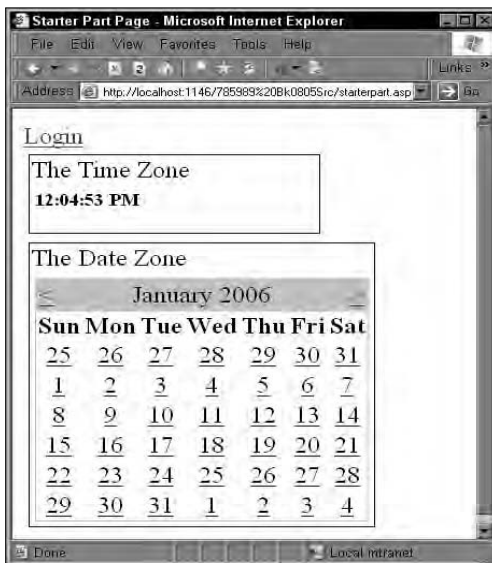 Starter Part Page - Microsoft Internet Explorer
File Edit View Favorites Tools Help
Links »
Address http://localhost:1146/785989%20Bk0805Src/starterpart.asp Go
Login
The Time Zone
12:04:53 PM
The Date Zone
< January 2006 >
Sun Mon Tue Wed Thu Fri Sat
25 26 27 28 29 30 31
1 2 3 4 5 6 7
8 9 10 11 12 13 14
15 16 17 18 19 20 21
22 23 24 25 26 27 28
29 30 31 1 2 3 4
Done Local intranet